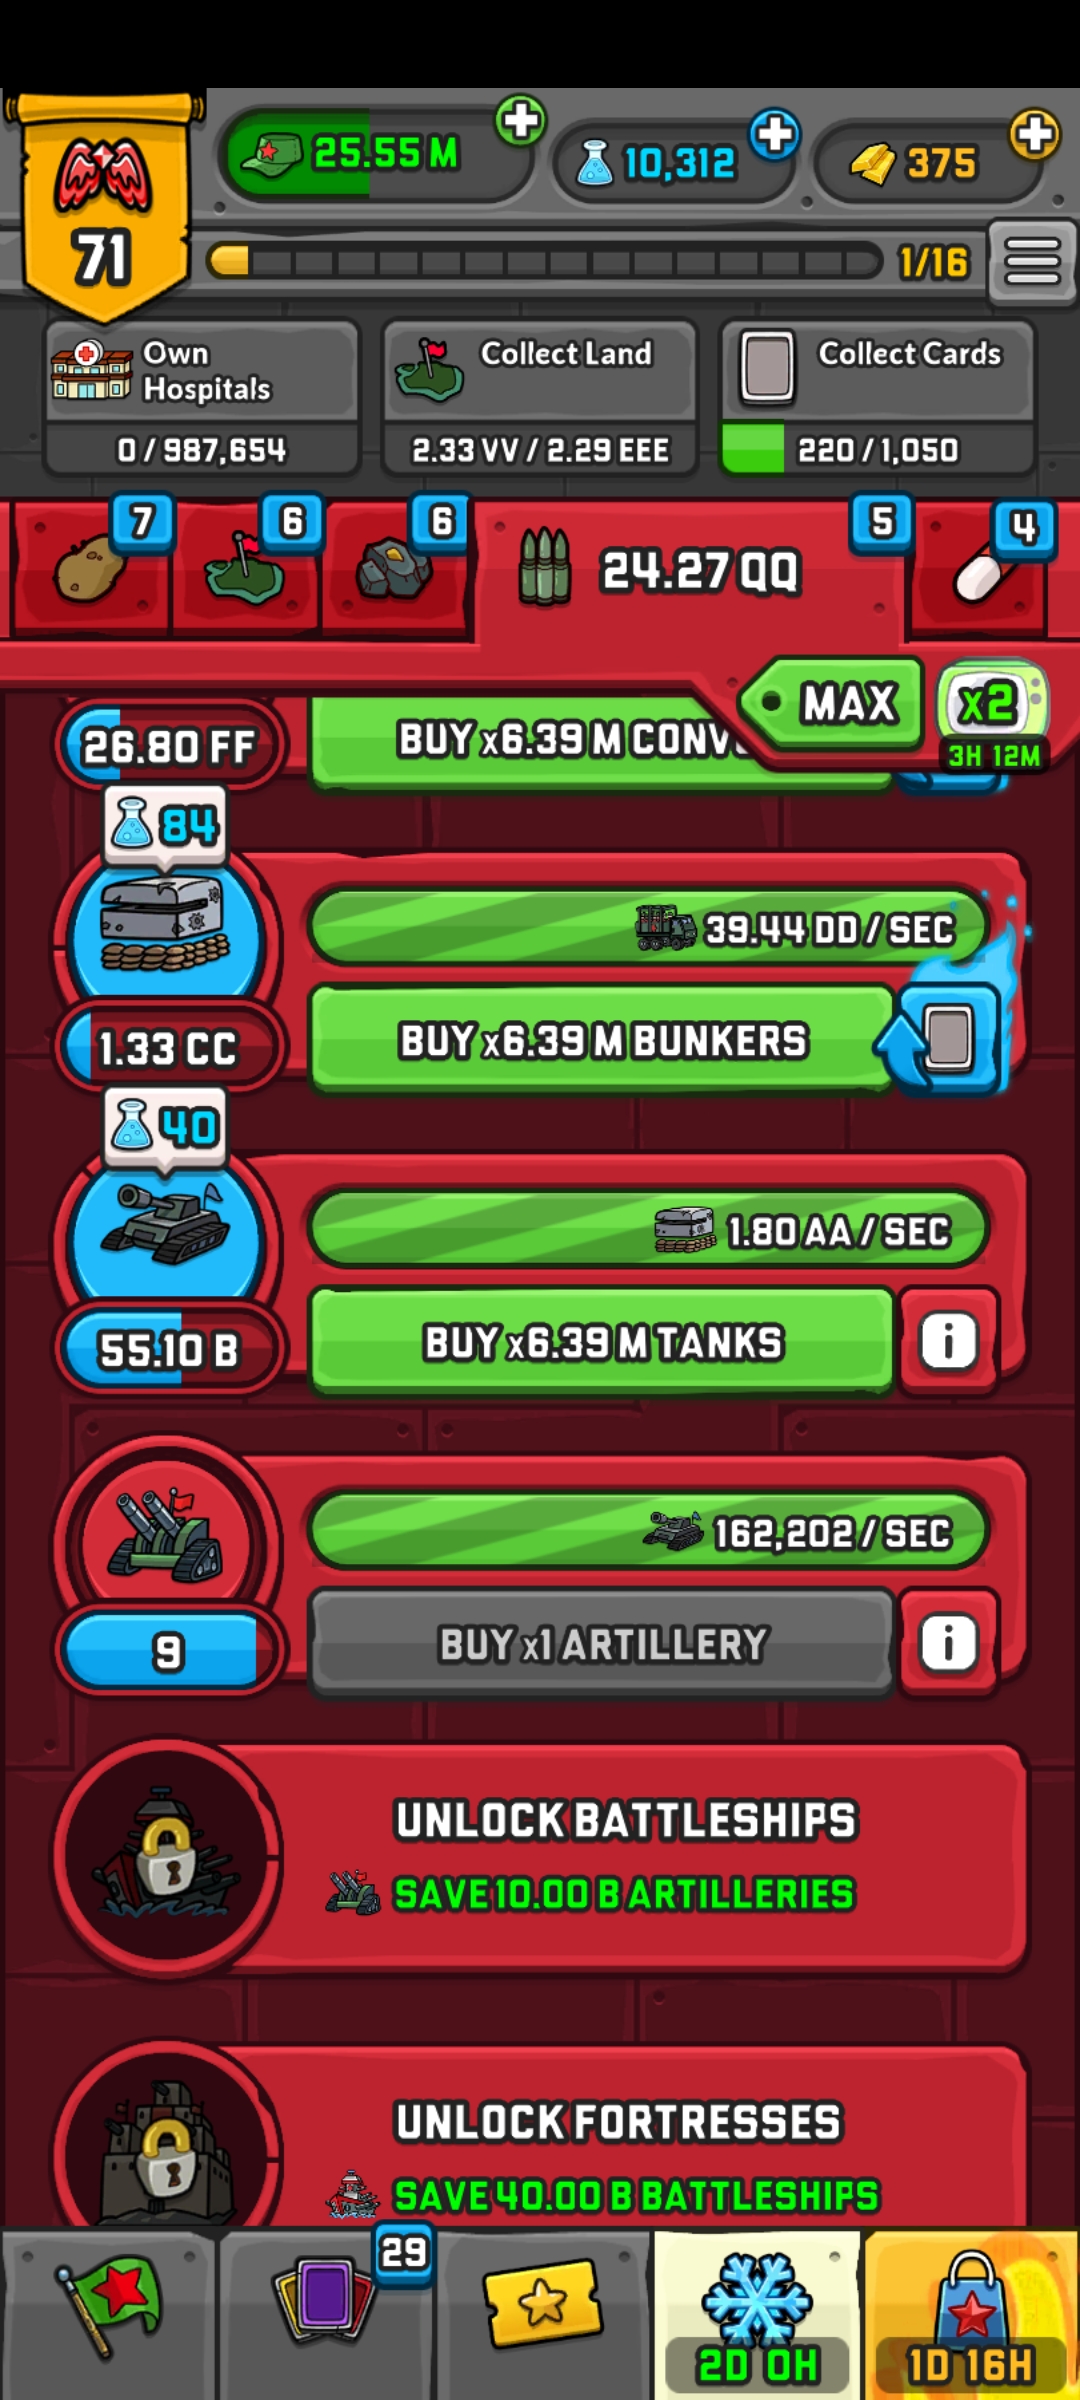 25.55 M
10,312
375
71
1/16
Own
Hospitals
0 / 987,654
Collect Land
2.33 VV / 2.29 EEE
Collect Cards
220 / 1,050
7
6
6
24.27 QQ
5
4
MAX
x2
3H 12M
26.80 FF
BUY x6.39 M CONV
84
39.44 DD / SEC
1.33 CC
BUY x6.39 M BUNKERS
40
1.80 AA / SEC
55.10 B
BUY x6.39 M TANKS
i
162,202 / SEC
9
BUY x1 ARTILLERY
i
UNLOCK BATTLESHIPS
SAVE 10.00 B ARTILLERIES
UNLOCK FORTRESSES
SAVE 40.00 B BATTLESHIPS
29
2D 0H
1D 16H